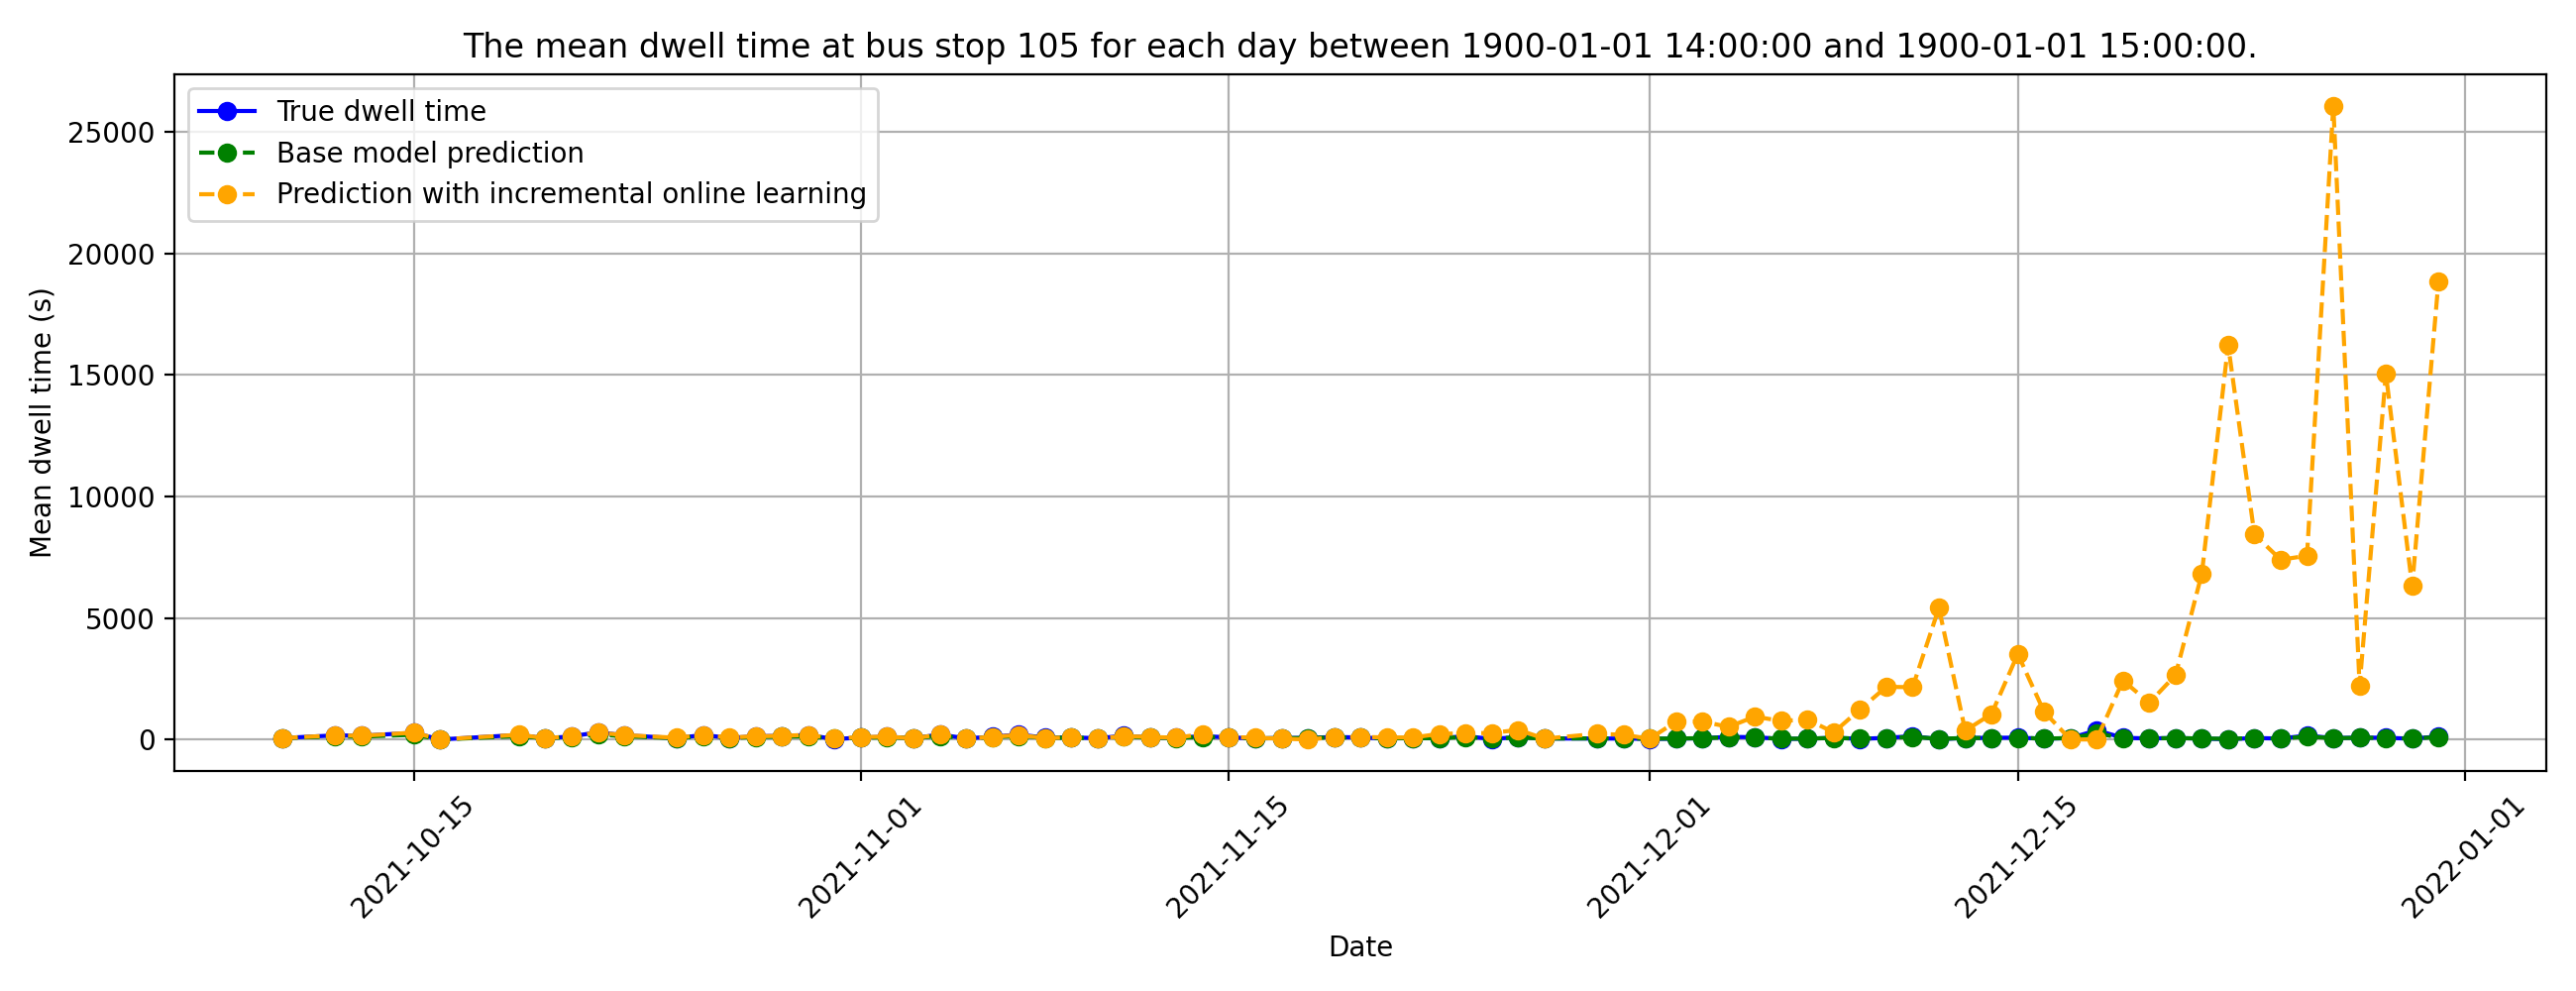 The mean dwell time at bus stop 105 for each day between 1900-01-01 14:00:00 and 1900-01-01 15:00:00.
True dwell time
Base model prediction
Prediction with incremental online learning
25000
20000
15000
10000
5000
0
Mean dwell time (s)
2021-10-15
2021-11-01
2021-11-15
2021-12-01
2021-12-15
2022-01-01
Date